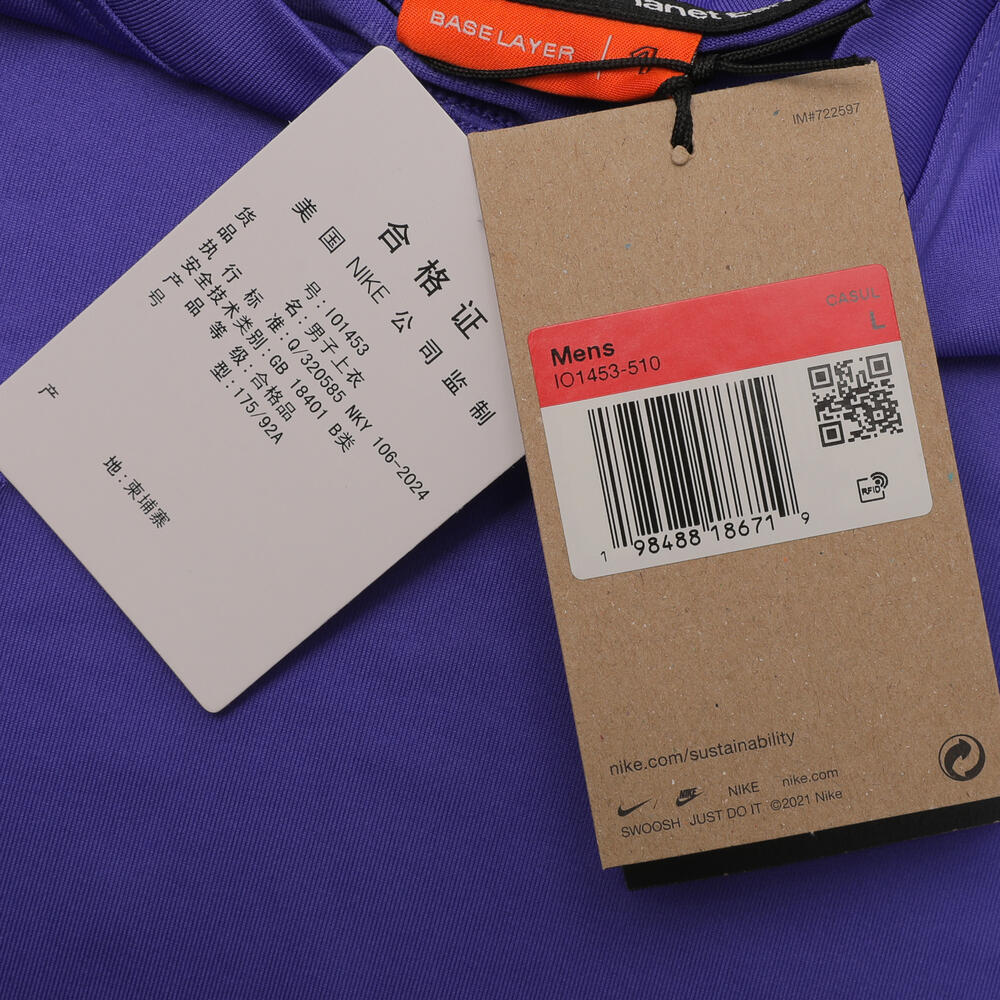 BASE LAYER
合格证
美国 NIKE 公司监制
货号:IO1453
品名:男子上衣
执行标准:Q/320585 NKY 106-2024
安全技术类别:GB 18401 B类
产品等级:合格品
号型:175/92A
产地:柬埔寨
IM#722597
CASUL
L
Mens
IO1453-510
RFID
1 98488 18671 9
nike.com/sustainability
NIKE NIKE nike.com
SWOOSH JUST DO IT ©2021 Nike